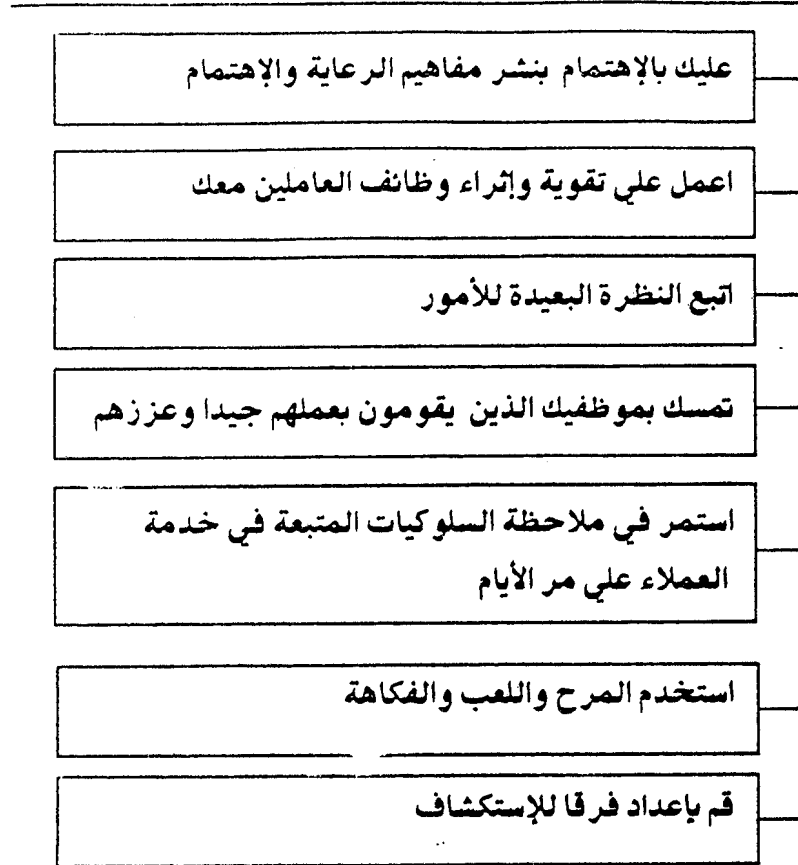 عليك بالإهتمام بنشر مفاهيم الرعاية والإهتمام
اعمل علي تقوية وإثراء وظائف العاملين معك
اتبع النظرة البعيدة للأمور
تمسك بموظفيك الذين يقومون بعملهم جيدا وعززهم
استمر في ملاحظة السلوكيات المتبعة في خدمة
العملاء علي مر الأيام
استخدم المرح واللعب والفكاهة
قم بإعداد فرقا للإستكشاف